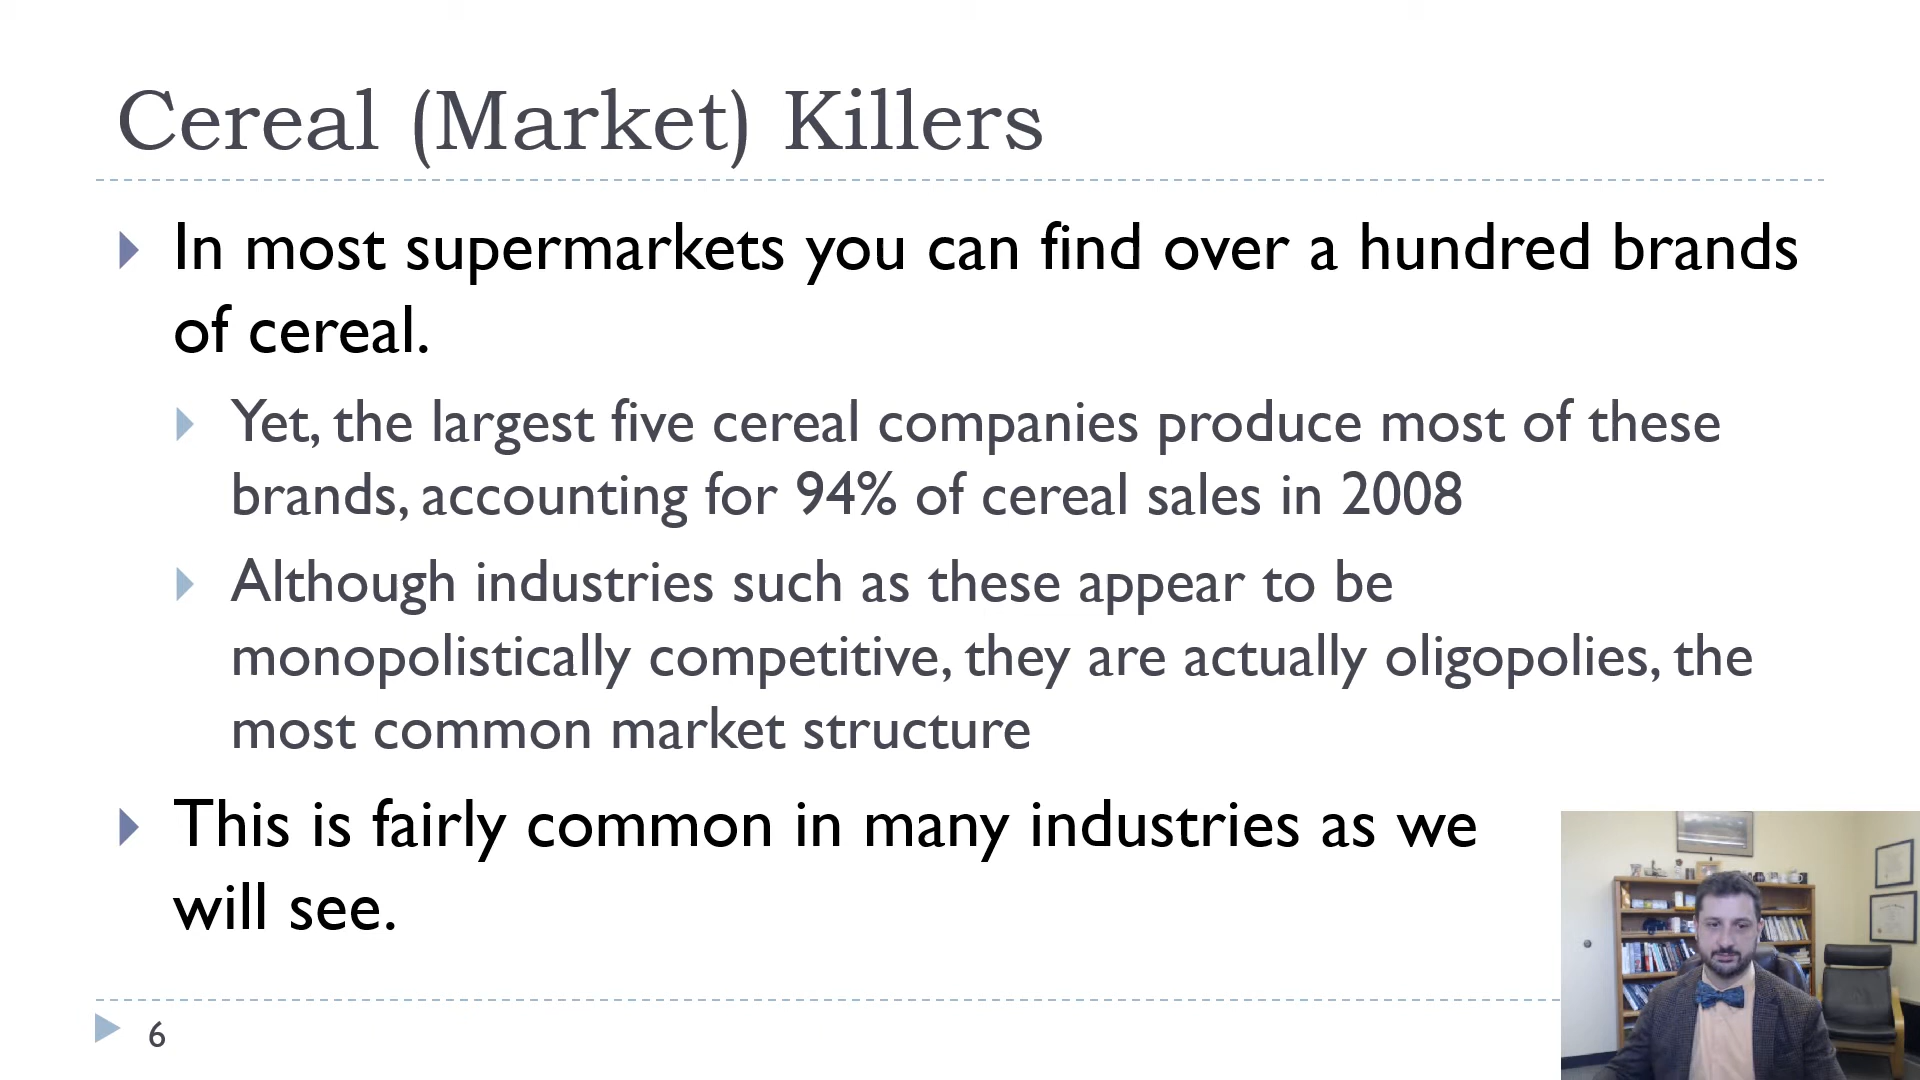 Cereal (Market) Killers
In most supermarkets you can find over a hundred brands
of cereal.
Yet, the largest five cereal companies produce most of these
brands, accounting for 94% of cereal sales in 2008
Although industries such as these appear to be
monopolistically competitive, they are actually oligopolies, the
most common market structure
This is fairly common in many industries as we
will see.
6